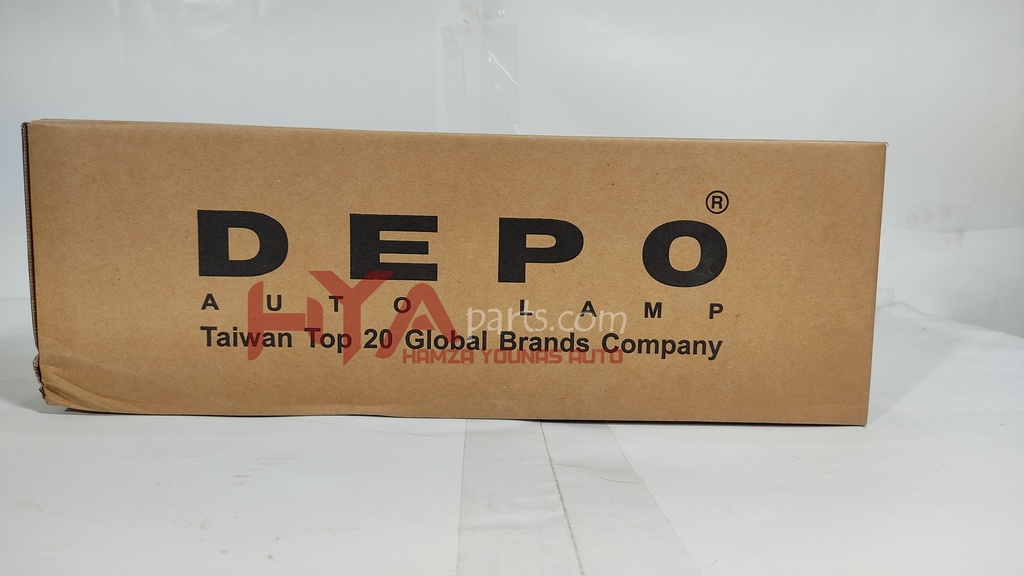 DEPO®
AUTO LAMP
HYAparts.com
Taiwan Top 20 Global Brands Company
HAMZA YOUNAS AUTO